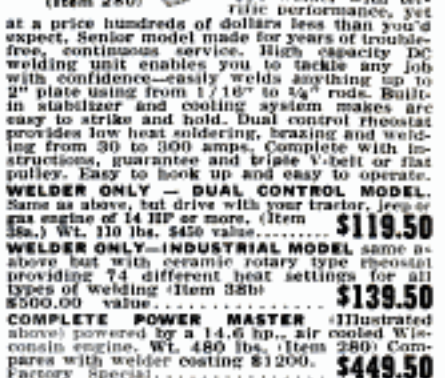 (Item 280)
performance, yet
at a price hundreds of dollars less than you'd
expect. Senior model made for years of trouble-
free, continuous service. High capacity DC
welding unit enables you to tackle any job
with confidence—easily welds anything up to
2" plate using from 1/16" to ¼" rods. Built-
in stabilizer and cooling system makes arc
easy to strike and hold. Dual control rheostat
provides low heat soldering, brazing and weld-
ing from 30 to 300 amps. Complete with in-
structions, guarantee and triple V-belt or flat
pulley. Easy to hook up and easy to operate.
WELDER ONLY — DUAL CONTROL MODEL.
Same as above, but drive with your tractor, jeep or
gas engine of 14 HP or more. (Item
38a.) Wt. 110 lbs. $450 value.......... $119.50
WELDER ONLY—INDUSTRIAL MODEL same as
above but with ceramic rotary type rheostat
providing 74 different heat settings for all
types of welding (Item 38b)
$500.00 value.................... $139.50
COMPLETE POWER MASTER (Illustrated
above) powered by a 14.6 hp., air cooled Wis-
consin engine. Wt. 480 lbs. (Item 280) Com-
pares with welder costing $1200.
Factory Special.................. $449.50